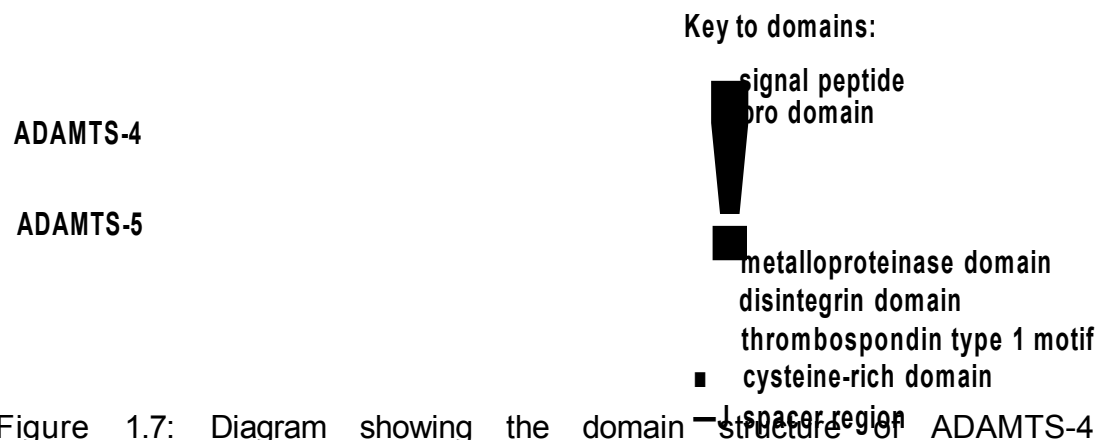 Key to domains:
signal peptide
pro domain
ADAMTS-4
ADAMTS-5
metalloproteinase domain
disintegrin domain
thrombospondin type 1 motif
cysteine-rich domain
spacer region
Figure 1.7: Diagram showing the domain structure of ADAMTS-4